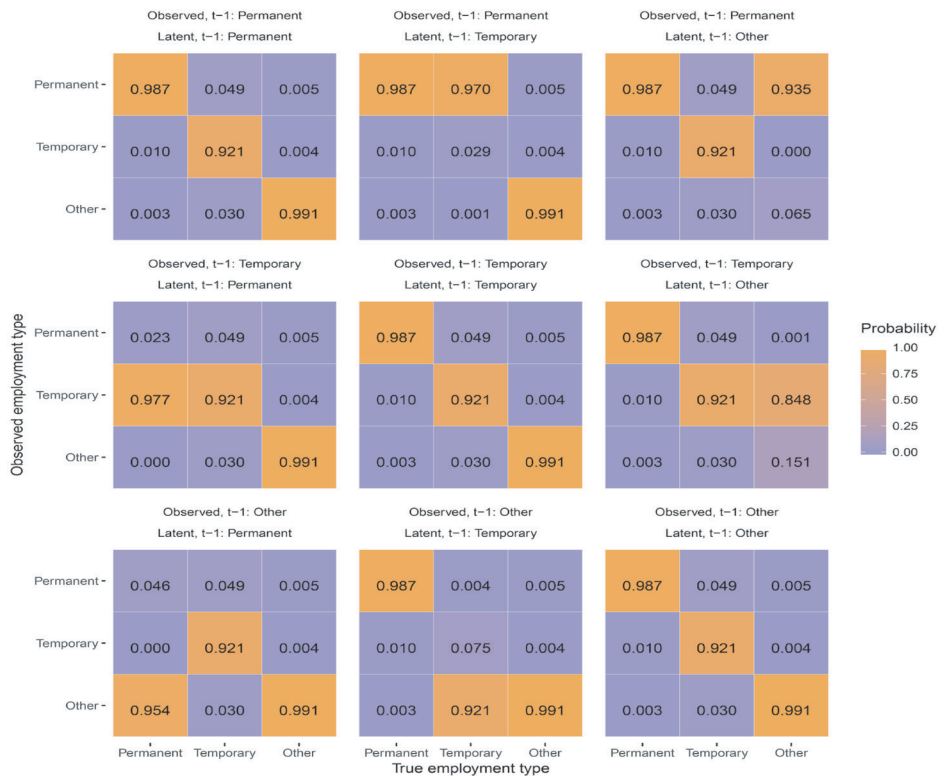 Observed, t−1: Permanent
Latent, t−1: Permanent
Observed, t−1: Permanent
Latent, t−1: Temporary
Observed, t−1: Permanent
Latent, t−1: Other
Permanent
0.987 0.049 0.005
0.987 0.970 0.005
0.987 0.049 0.935
Temporary
0.010 0.921 0.004
0.010 0.029 0.004
0.010 0.921 0.000
Other
0.003 0.030 0.991
0.003 0.001 0.991
0.003 0.030 0.065
Observed, t−1: Temporary
Latent, t−1: Permanent
Observed, t−1: Temporary
Latent, t−1: Temporary
Observed, t−1: Temporary
Latent, t−1: Other
Observed employment type
Permanent
0.023 0.049 0.005
0.987 0.049 0.005
0.987 0.049 0.001
Temporary
0.977 0.921 0.004
0.010 0.921 0.004
0.010 0.921 0.848
Other
0.000 0.030 0.991
0.003 0.030 0.991
0.003 0.030 0.151
Probability
1.00
0.75
0.50
0.25
0.00
Observed, t−1: Other
Latent, t−1: Permanent
Observed, t−1: Other
Latent, t−1: Temporary
Observed, t−1: Other
Latent, t−1: Other
Permanent
0.046 0.049 0.005
0.987 0.004 0.005
0.987 0.049 0.005
Temporary
0.000 0.921 0.004
0.010 0.075 0.004
0.010 0.921 0.004
Other
0.954 0.030 0.991
0.003 0.921 0.991
0.003 0.030 0.991
Permanent Temporary Other
Permanent Temporary Other
Permanent Temporary Other
True employment type